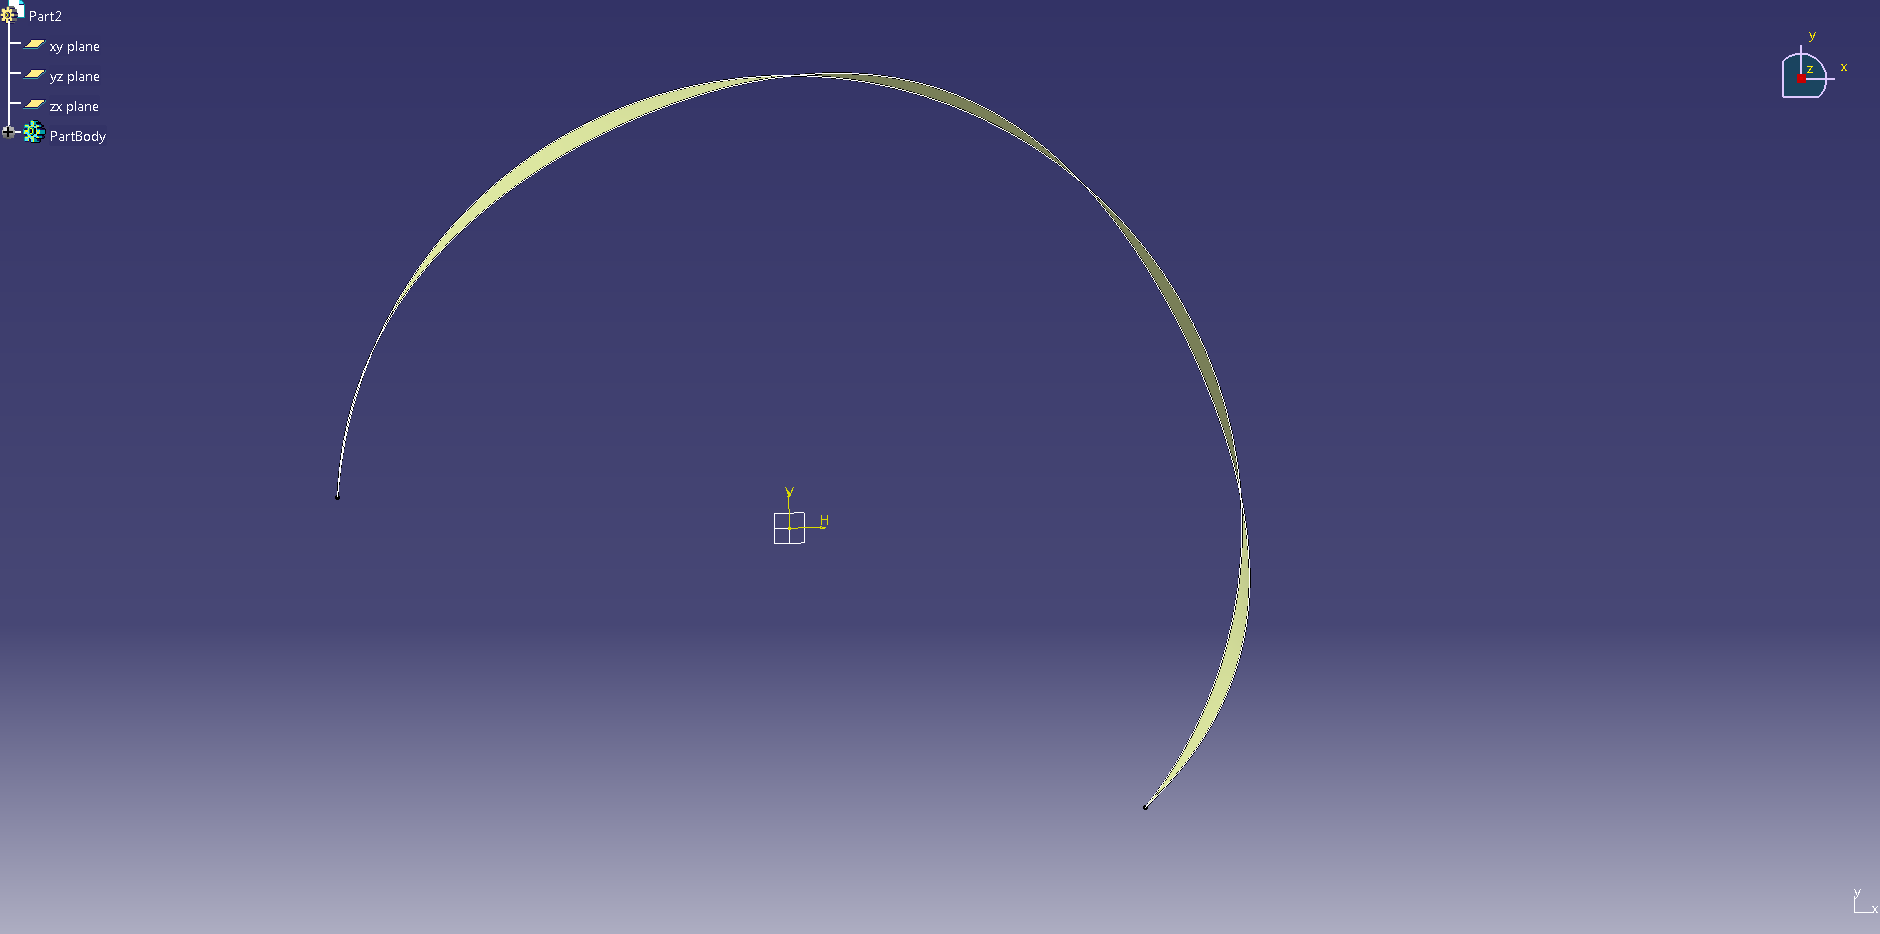 Part2
xy plane
yz plane
zx plane
PartBody
y
z
x
y
H
y
x